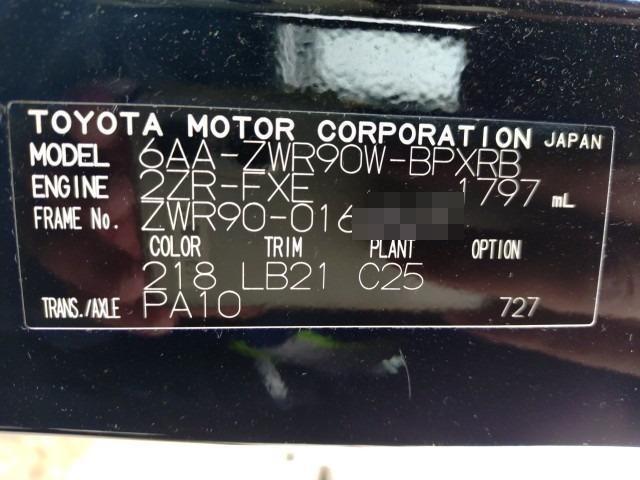 TOYOTA MOTOR CORPORATION JAPAN
MODEL 6AA-ZWR90W-BPXRB
ENGINE 2ZR-FXE 1797 mL
FRAME No. ZWR90-016
COLOR TRIM PLANT OPTION
218 LB21 C25
TRANS./AXLE PA10 727